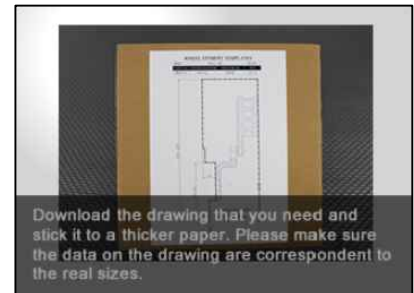 Download the drawing that you need and
stick it to a thicker paper. Please make sure
the data on the drawing are correspondent to
the real sizes.